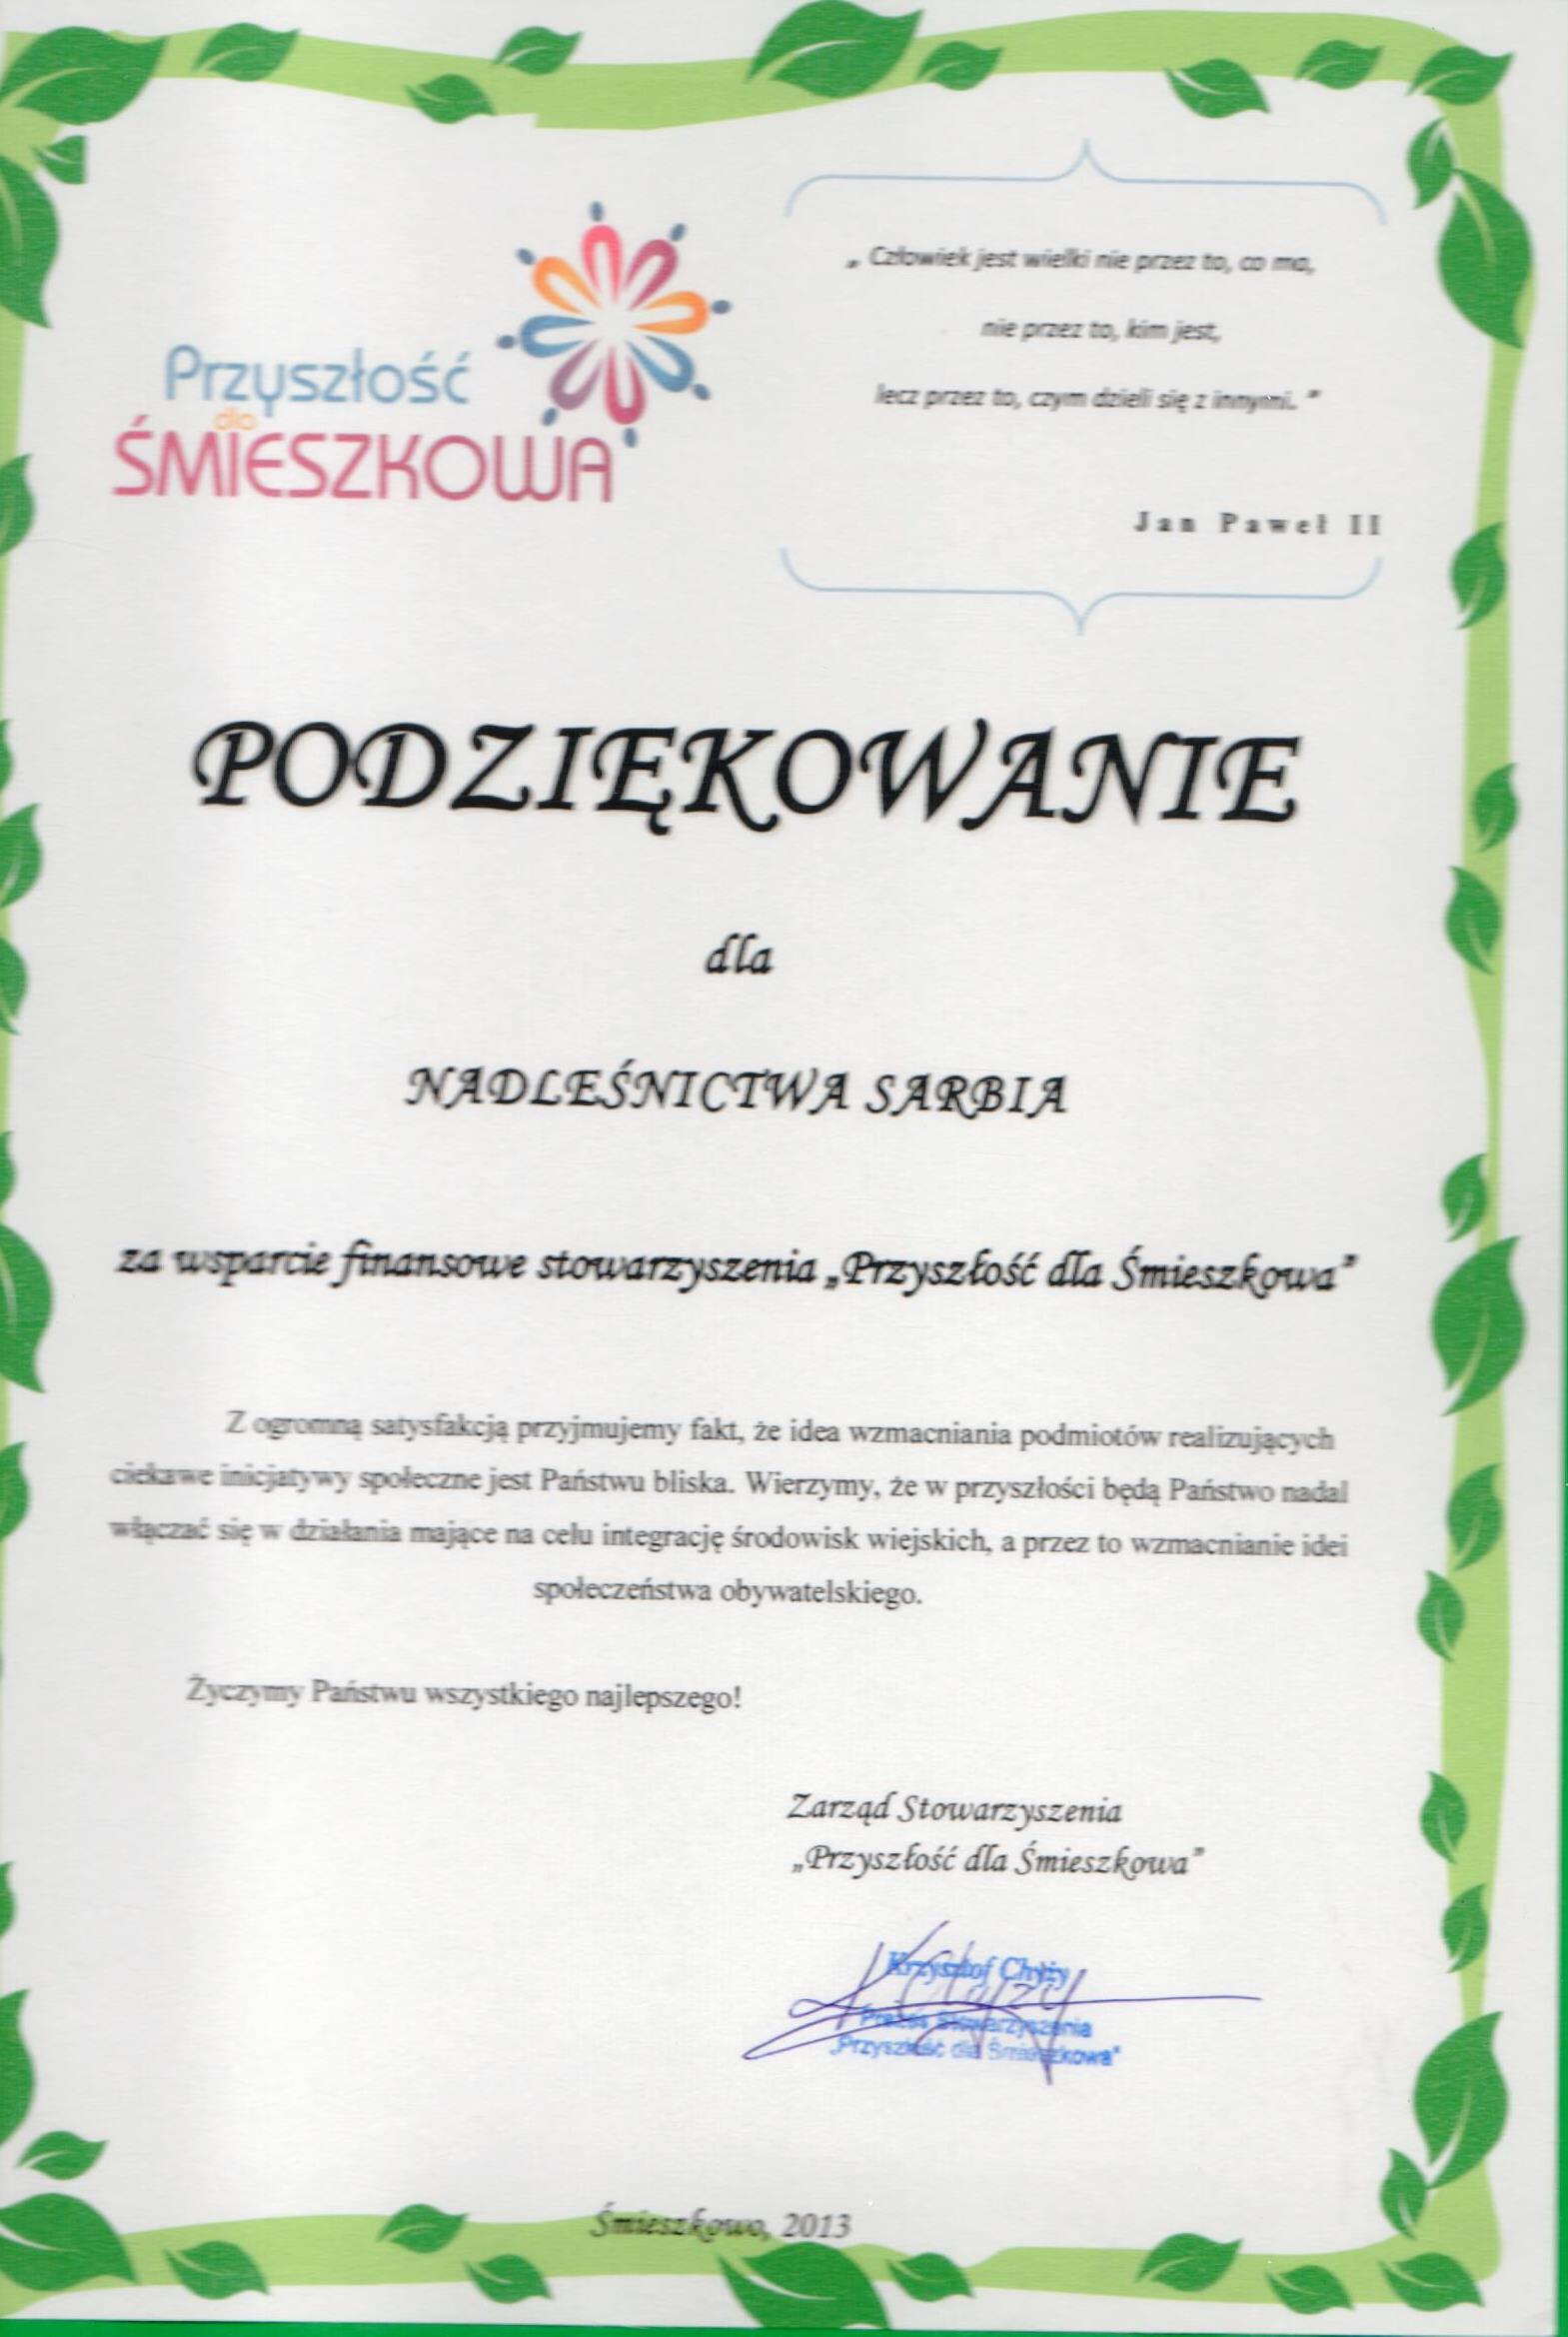 Przyszłość
dla
ŚMIESZKOWA
„ Człowiek jest wielki nie przez to, co ma,
nie przez to, kim jest,
lecz przez to, czym dzieli się z innymi. ”
Jan Paweł II
PODZIĘKOWANIE
dla
NADLEŚNICTWA SARBIA
za wsparcie finansowe stowarzyszenia „Przyszłość dla Śmieszkowa”
Z ogromną satysfakcją przyjmujemy fakt, że idea wzmacniania podmiotów realizujących
ciekawe inicjatywy społeczne jest Państwu bliska. Wierzymy, że w przyszłości będą Państwo nadal
włączać się w działania mające na celu integrację środowisk wiejskich, a przez to wzmacnianie idei
społeczeństwa obywatelskiego.
Życzymy Państwu wszystkiego najlepszego!
Zarząd Stowarzyszenia
„Przyszłość dla Śmieszkowa”
Krzysztof Chyży
Prezes Stowarzyszenia
„Przyszłość dla Śmieszkowa”
Śmieszkowo, 2013